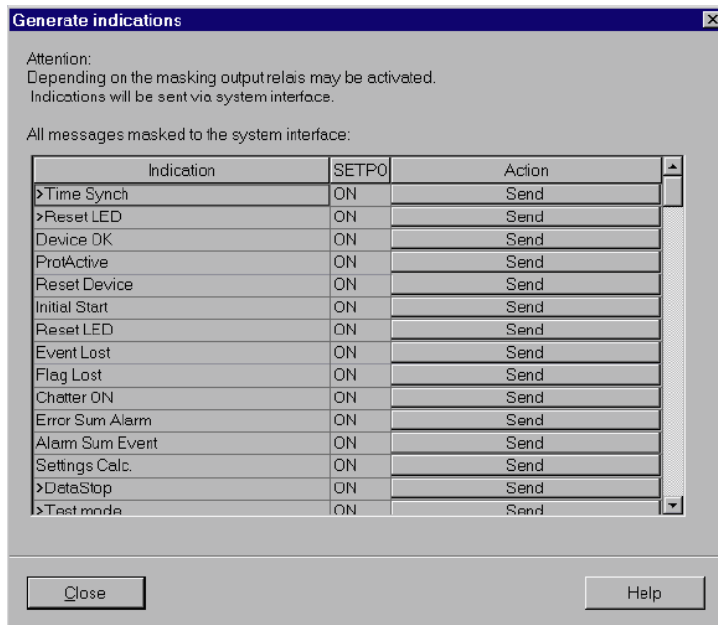 Generate indications
Attention:
Depending on the masking output relais may be activated.
Indications will be sent via system interface.
All messages masked to the system interface:
Indication SETPO Action
>Time Synch ON Send
>Reset LED ON Send
Device OK ON Send
ProtActive ON Send
Reset Device ON Send
Initial Start ON Send
Reset LED ON Send
Event Lost ON Send
Flag Lost ON Send
Chatter ON ON Send
Error Sum Alarm ON Send
Alarm Sum Event ON Send
Settings Calc. ON Send
>DataStop ON Send
>Test mode ON Send
Close Help